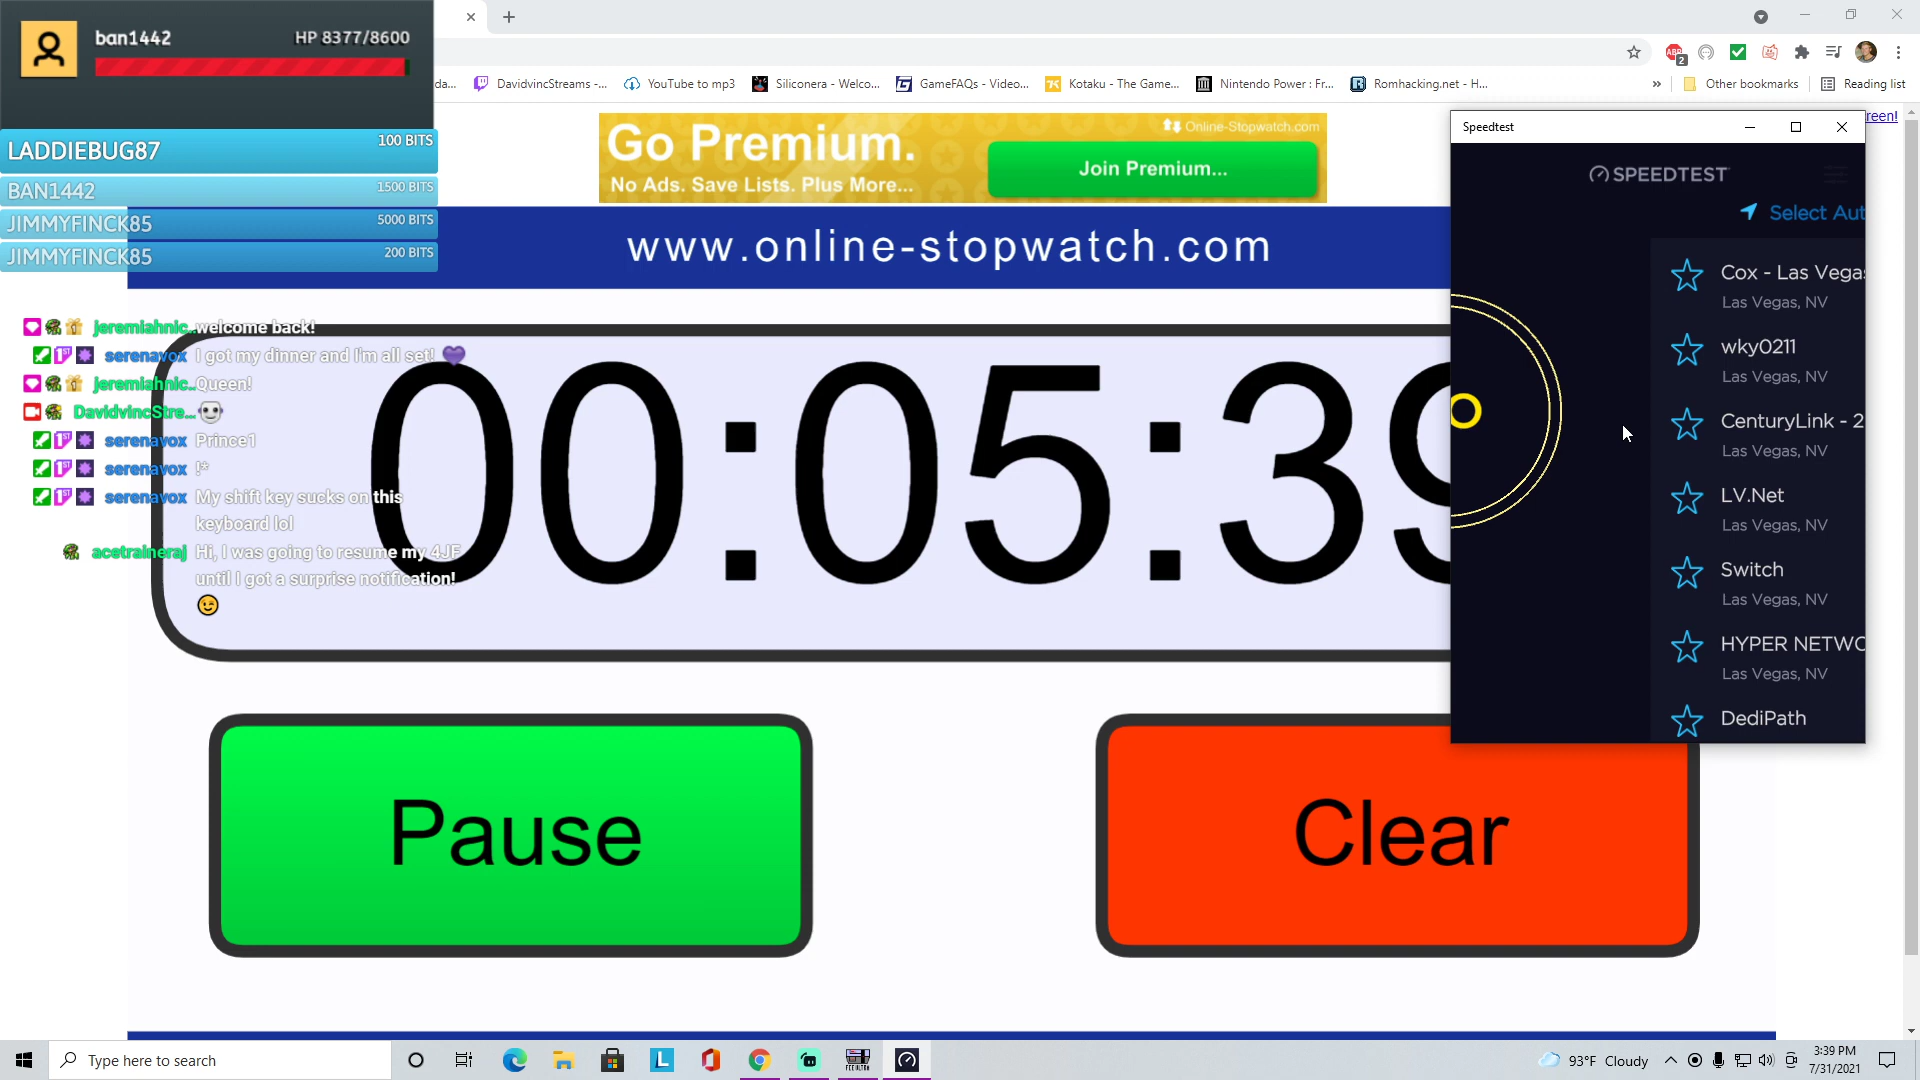 ban1442
HP 8377/8600
LADDIEBUG87
100 BITS
BAN1442
1500 BITS
JIMMYFINCK85
5000 BITS
JIMMYFINCK85
200 BITS
da...
DavidvincStreams -...
YouTube to mp3
Siliconera - Welco...
GameFAQs - Video...
Kotaku - The Game...
Nintendo Power : Fr...
Romhacking.net - H...
»
Other bookmarks
Reading list
ABP
2
reen!
Go Premium.
No Ads. Save Lists. Plus More...
Online-Stopwatch.com
Join Premium...
www.online-stopwatch.com
jeremiahnic... welcome back!
serenavox I got my dinner and I'm all set! 💜
jeremiahnic... Queen!
DavidvincStre...
serenavox Prince1
serenavox !*
serenavox My shift key sucks on this
keyboard lol
acetraineraj Hi, I was going to resume my 4JF
until I got a surprise notification!
😉
00:05:39
Pause
Clear
Speedtest
SPEEDTEST
Select Aut
Cox - Las Vegas
Las Vegas, NV
wky0211
Las Vegas, NV
CenturyLink - 2
Las Vegas, NV
LV.Net
Las Vegas, NV
Switch
Las Vegas, NV
HYPER NETWO
Las Vegas, NV
DediPath
Type here to search
93°F Cloudy
3:39 PM
7/31/2021